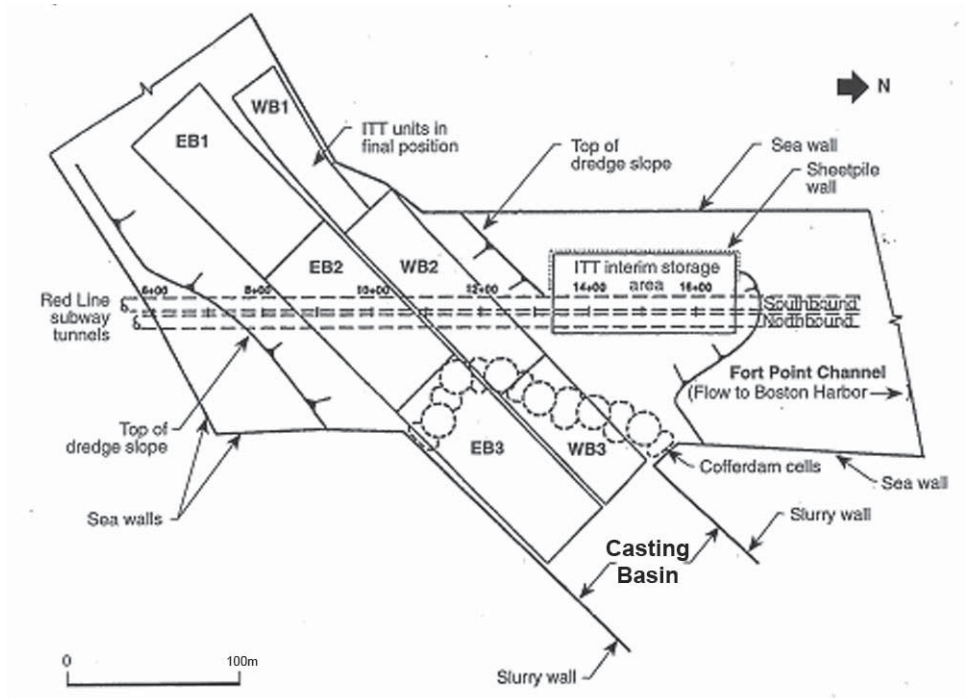 N
WB1
EB1
ITT units in
final position
Top of
dredge slope
Sea wall
Sheetpile
wall
EB2
WB2
ITT interim storage
area
6+00
8+00
10+00
12+00
14+00
16+00
Red Line
subway
tunnels
Southbound
Northbound
Fort Point Channel
(Flow to Boston Harbor
Top of
dredge slope
EB3
WB3
Cofferdam cells
Sea wall
Sea walls
Slurry wall
Casting
Basin
0
100m
Slurry wall